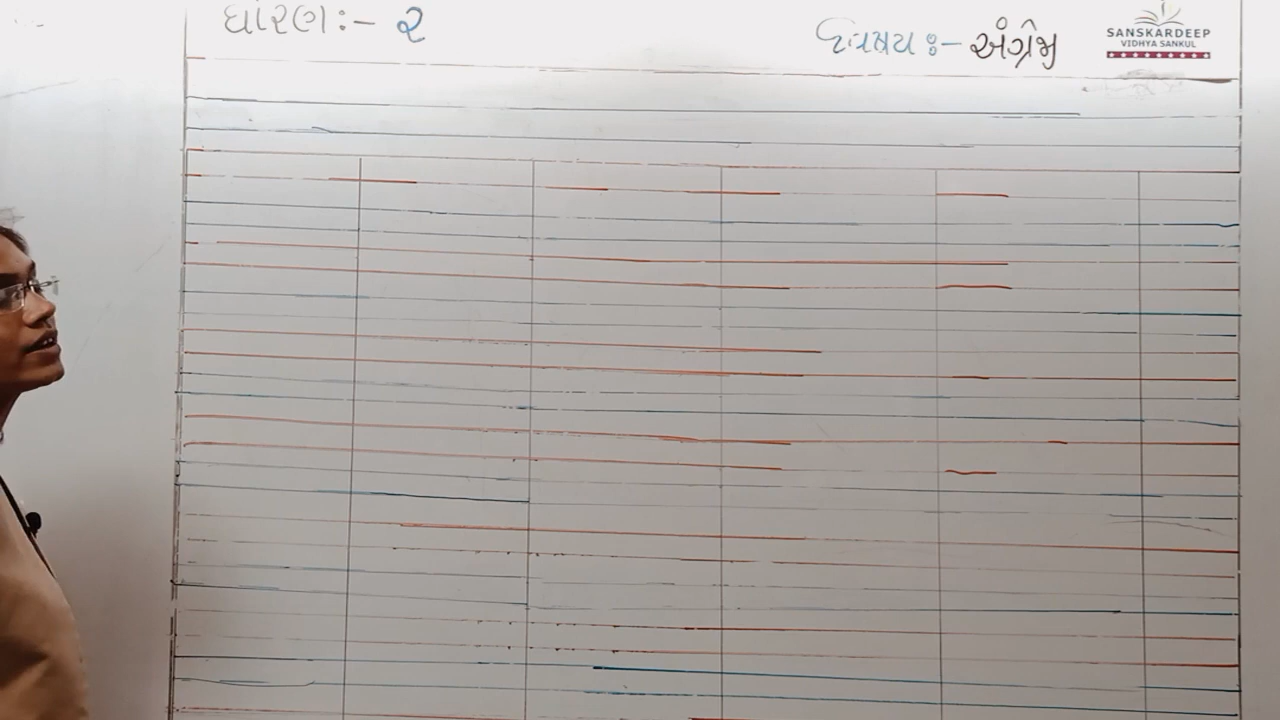 ધોરણ :- ૨
વિષય :- અંગ્રેજી
SANSKARDEEP
VIDHYA SANKUL